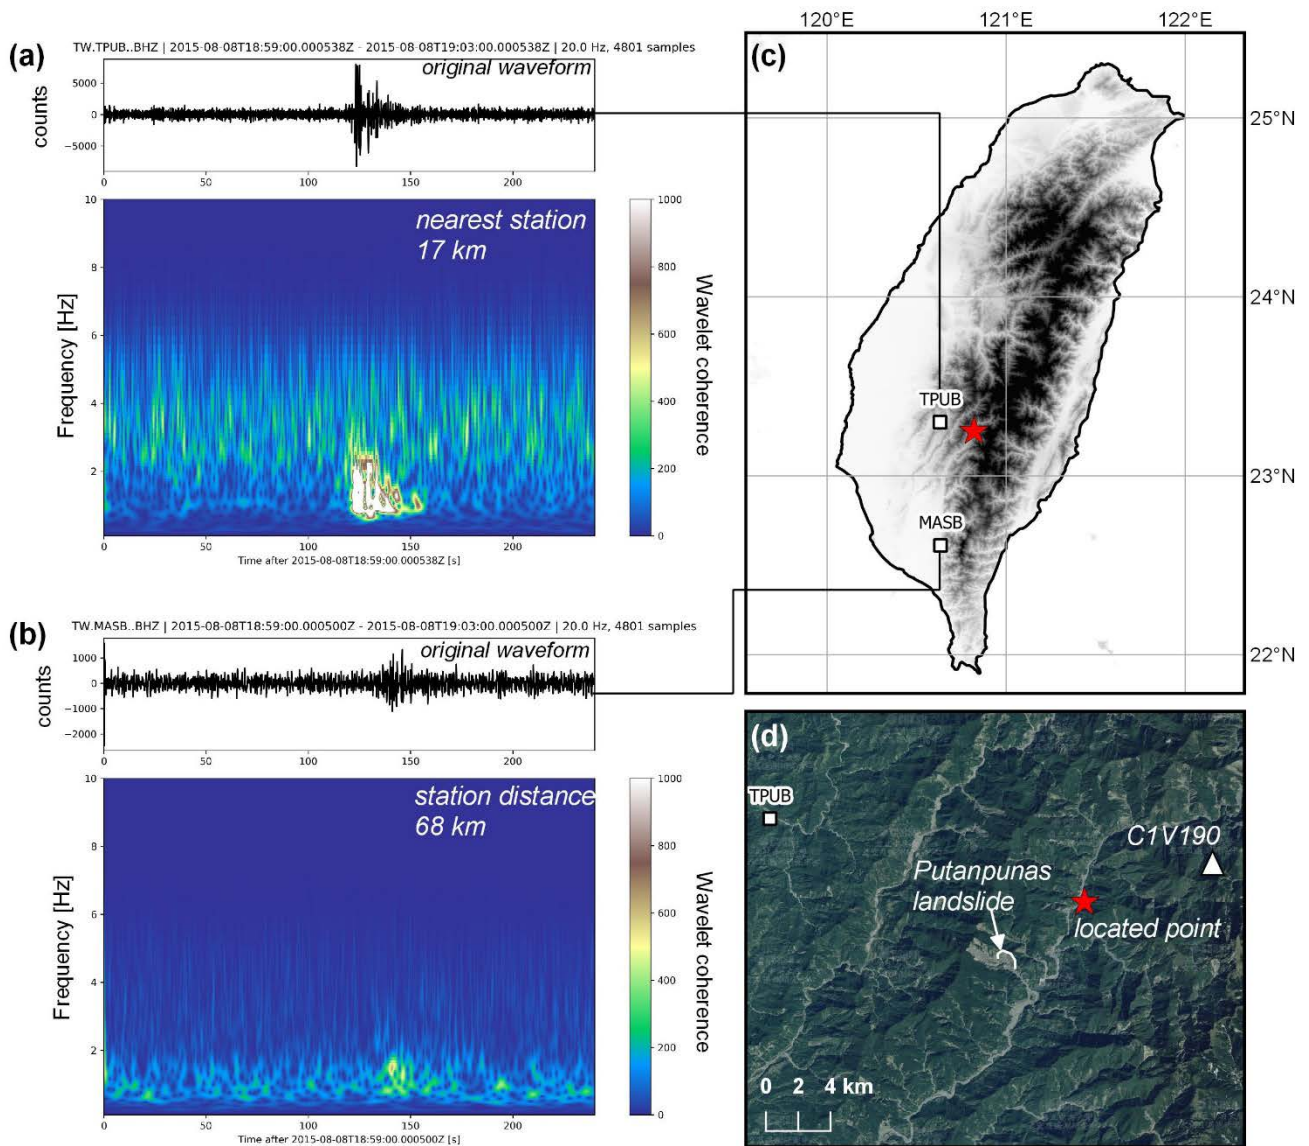 (a)
TW.TPUB..BHZ | 2015-08-08T18:59:00.000538Z - 2015-08-08T19:03:00.000538Z | 20.0 Hz, 4801 samples
original waveform
counts
5000
0
−5000
0 50 100 150 200
nearest station
17 km
Frequency [Hz]
10
8
6
4
2
0 50 100 150 200
Time after 2015-08-08T18:59:00.000538Z [s]
1000
800
600
400
200
0
Wavelet coherence
(b)
TW.MASB..BHZ | 2015-08-08T18:59:00.000500Z - 2015-08-08T19:03:00.000500Z | 20.0 Hz, 4801 samples
original waveform
counts
1000
0
−1000
−2000
0 50 100 150 200
station distance
68 km
Frequency [Hz]
10
8
6
4
2
0 50 100 150 200
Time after 2015-08-08T18:59:00.000500Z [s]
1000
800
600
400
200
0
Wavelet coherence
120°E 121°E 122°E
(c)
25°N
24°N
23°N
22°N
TPUB
MASB
(d)
TPUB
C1V190
Putanpunas
landslide
located point
0 2 4 km